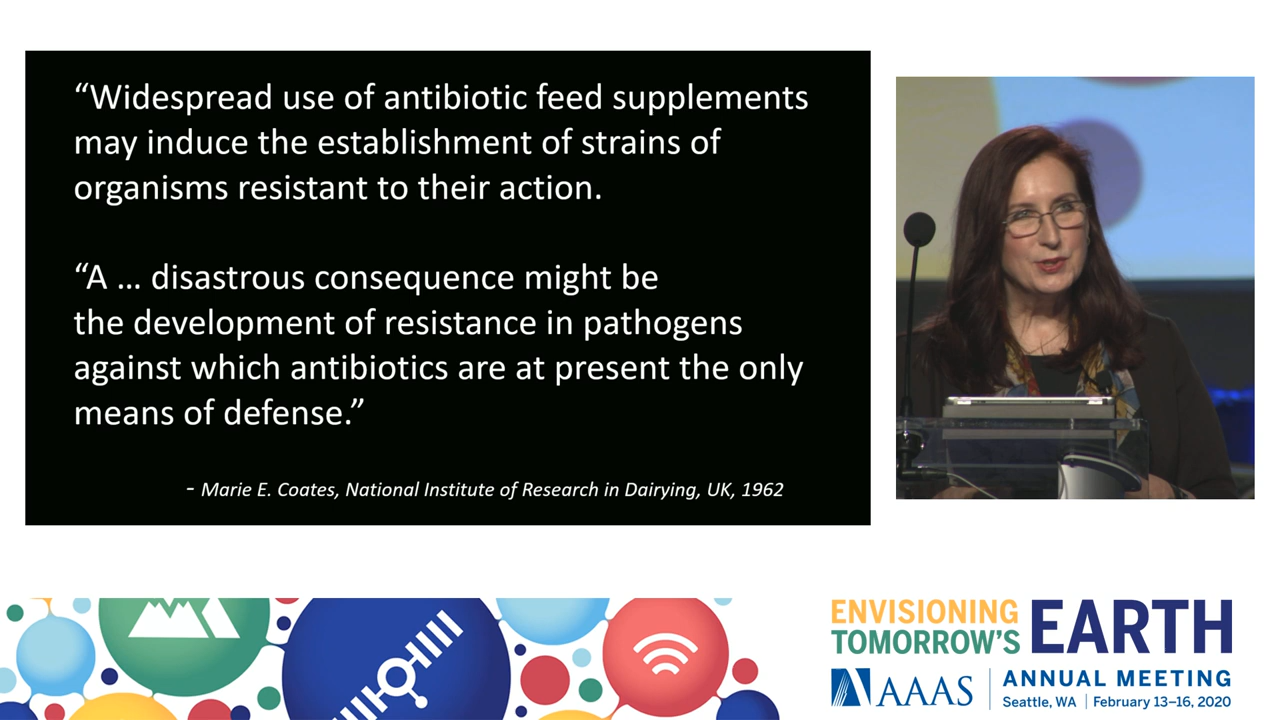 “Widespread use of antibiotic feed supplements
may induce the establishment of strains of
organisms resistant to their action.
“A … disastrous consequence might be
the development of resistance in pathogens
against which antibiotics are at present the only
means of defense.”
- Marie E. Coates, National Institute of Research in Dairying, UK, 1962
ENVISIONING
TOMORROW’S
EARTH
AAAS
ANNUAL MEETING
Seattle, WA | February 13–16, 2020